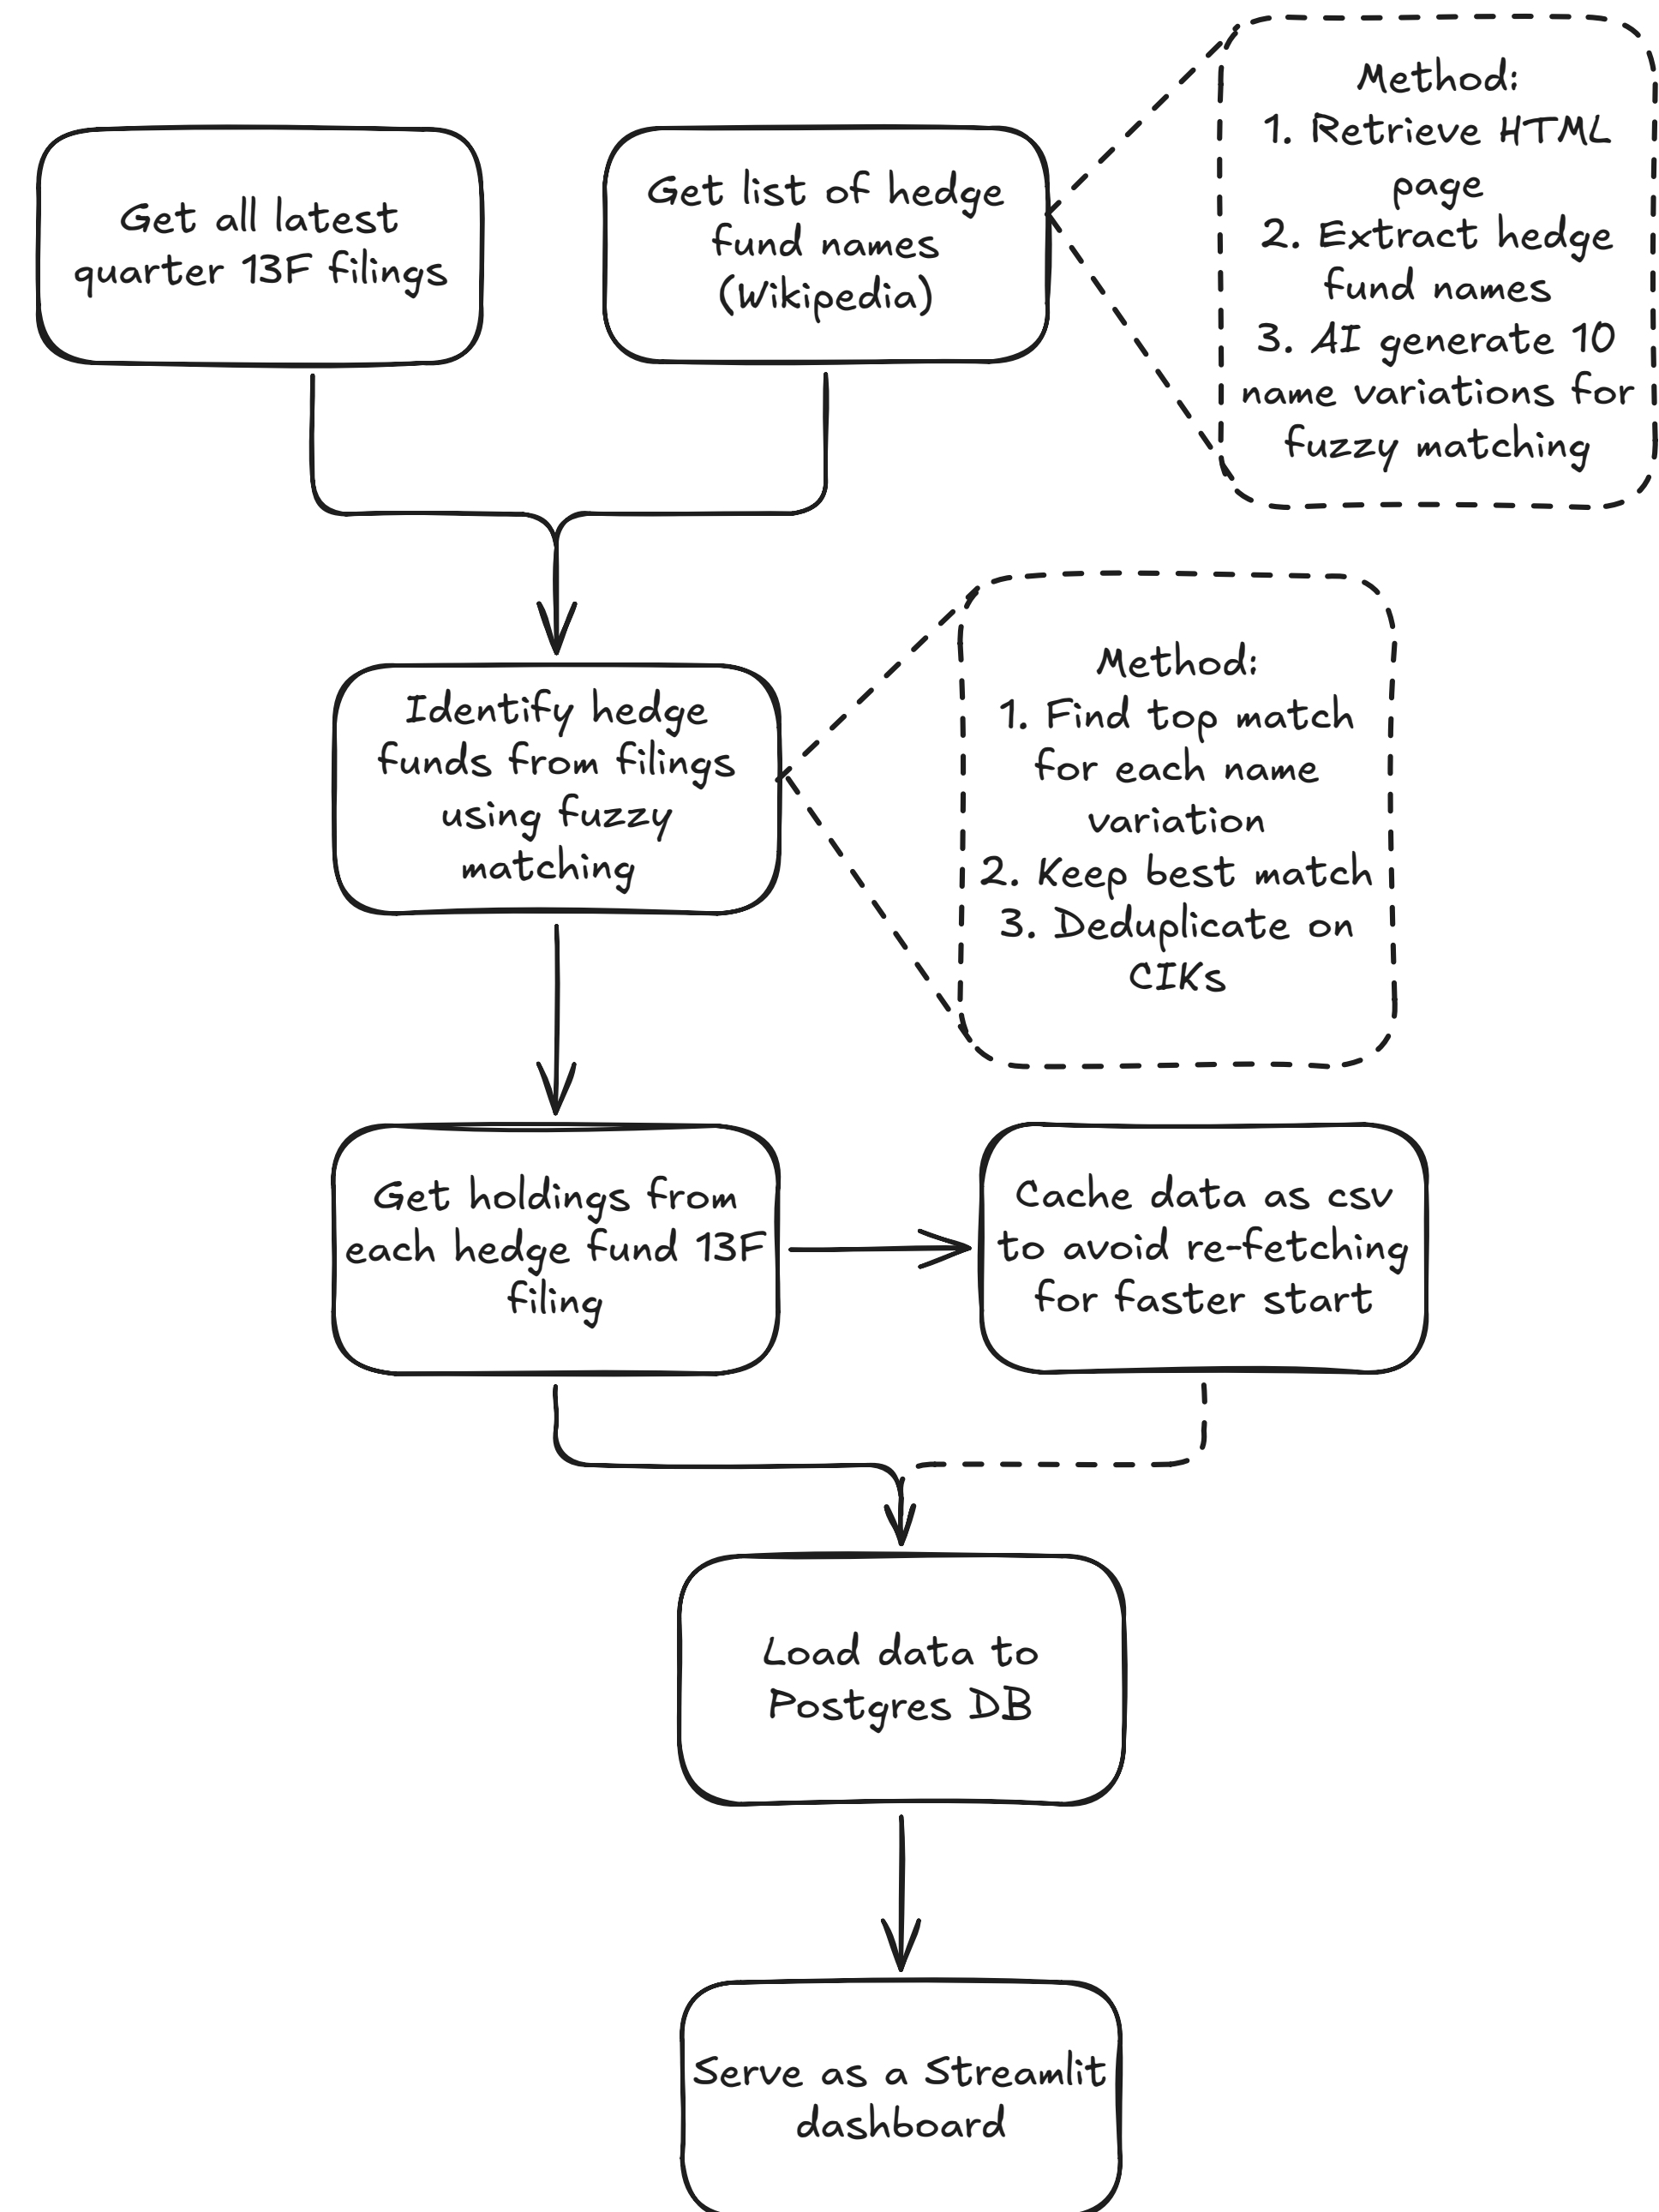 Get all latest
quarter 13F filings
Get list of hedge
fund names
(Wikipedia)
Method:
1. Retrieve HTML
page
2. Extract hedge
fund names
3. AI generate 10
name variations for
fuzzy matching
Identify hedge
funds from filings
using fuzzy
matching
Method:
1. Find top match
for each name
variation
2. Keep best match
3. Deduplicate on
CIKs
Get holdings from
each hedge fund 13F
filing
Cache data as csv
to avoid re-fetching
for faster start
Load data to
Postgres DB
Serve as a Streamlit
dashboard